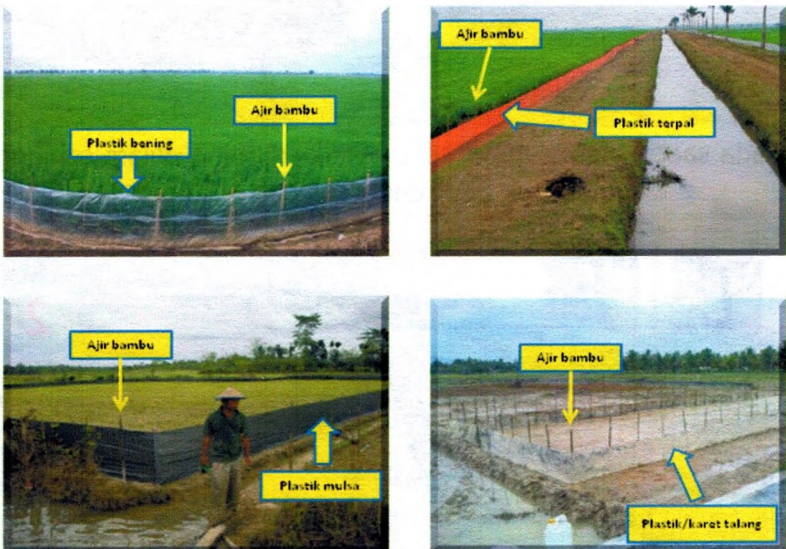 Ajir bambu
Plastik bening
Ajir bambu
Plastik terpal
Ajir bambu
Plastik mulsa
Ajir bambu
Plastik/karet talang